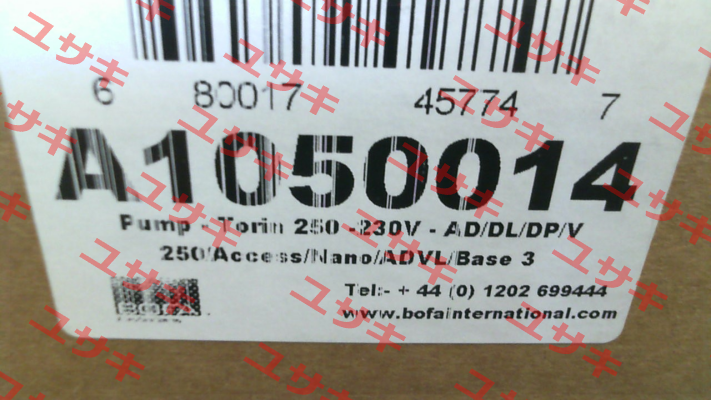 6 80017 45774 7
A1050014
Pump - Torin 250 -230V - AD/DL/DP/V
250/Access/Nano/ADVL/Base 3
Tel:- + 44 (0) 1202 699444
www.bofainternational.com
ユサキ